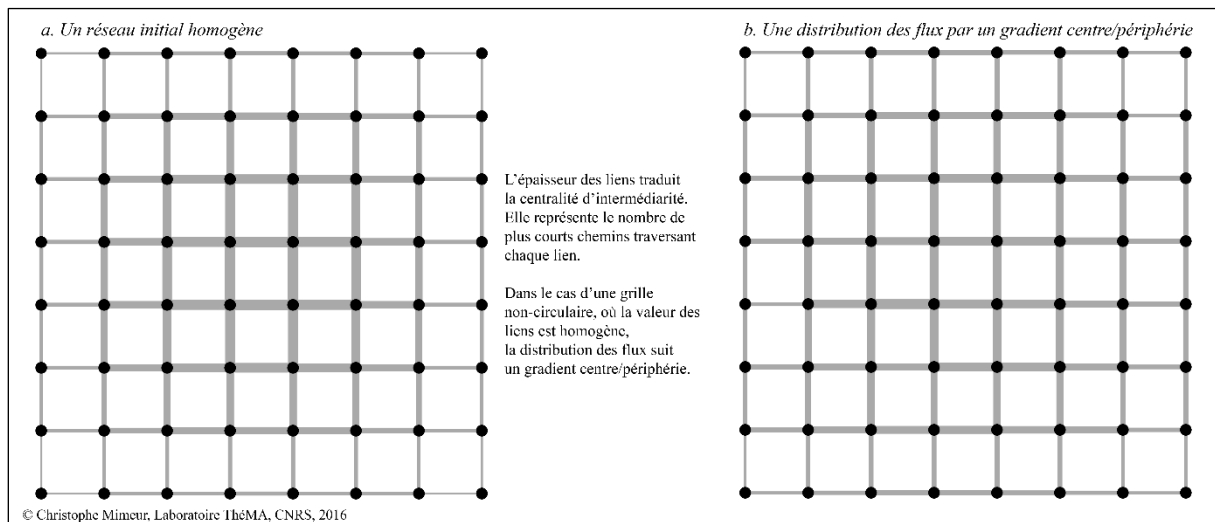 a. Un réseau initial homogène
b. Une distribution des flux par un gradient centre/périphérie
L'épaisseur des liens traduit
la centralité d'intermédiarité.
Elle représente le nombre de
plus courts chemins traversant
chaque lien.
Dans le cas d'une grille
non-circulaire, où la valeur des
liens est homogène,
la distribution des flux suit
un gradient centre/périphérie.
© Christophe Mimeur, Laboratoire ThéMA, CNRS, 2016